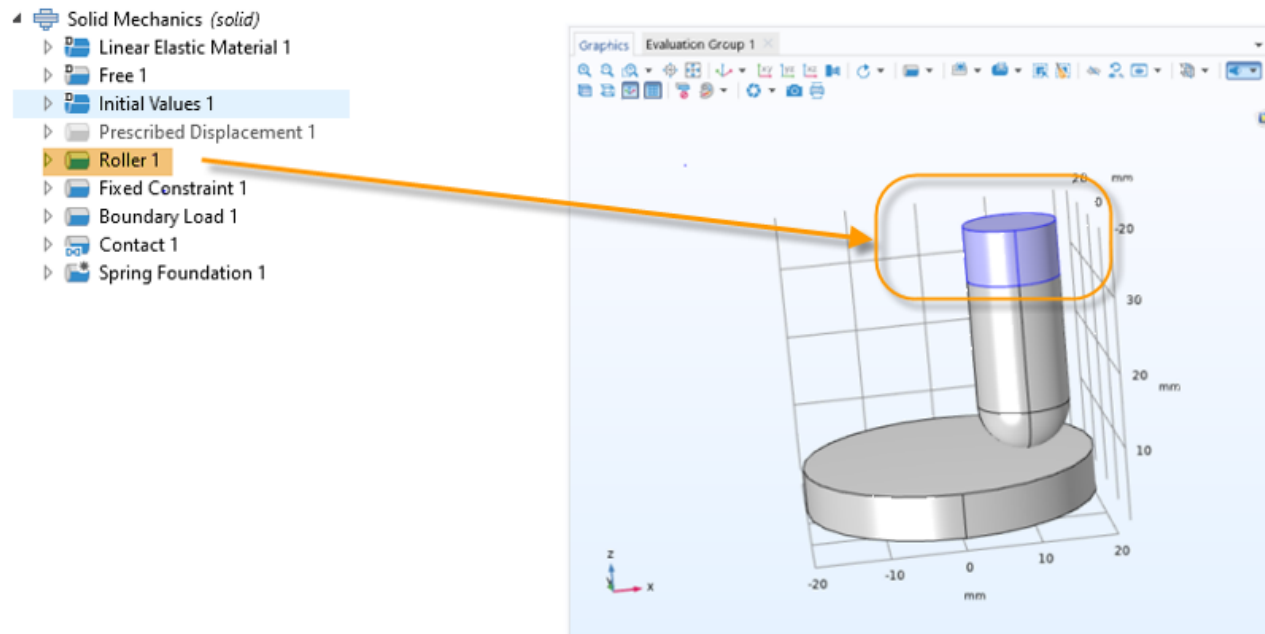 Solid Mechanics (solid)
Linear Elastic Material 1
Free 1
Initial Values 1
Prescribed Displacement 1
Roller 1
Fixed Constraint 1
Boundary Load 1
Contact 1
Spring Foundation 1
Graphics Evaluation Group 1
20 mm
0
-20
30
20 mm
10
20
10
0
-10
-20
mm
z
y x